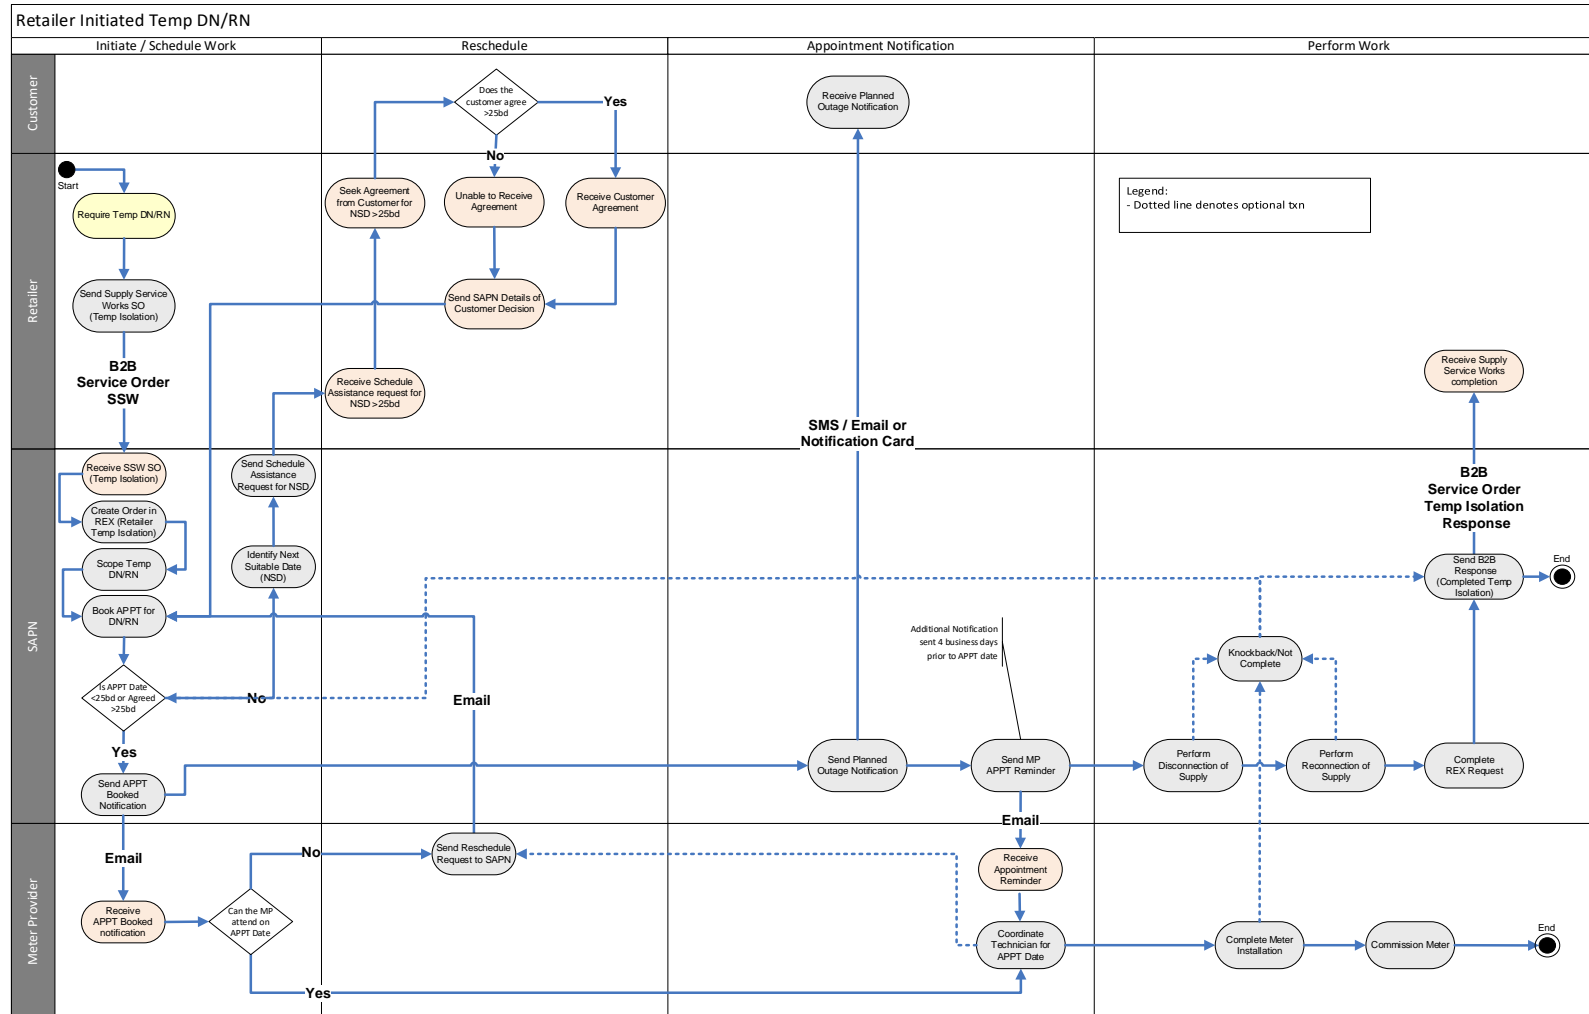 Retailer Initiated Temp DN/RN
Initiate / Schedule Work
Reschedule
Appointment Notification
Perform Work
Customer
Does the
customer agree
>25bd
Yes
No
Receive Planned
Outage Notification
Retailer
Start
Require Temp DN/RN
Send Supply Service
Works SO
(Temp Isolation)
B2B
Service Order
SSW
Seek Agreement
from Customer for
NSD >25bd
Unable to Receive
Agreement
Receive Customer
Agreement
Send SAPN Details of
Customer Decision
Receive Schedule
Assistance request for
NSD >25bd
SMS / Email or
Notification Card
Legend:
- Dotted line denotes optional txn
Receive Supply
Service Works
completion
SAPN
Receive SSW SO
(Temp Isolation)
Create Order in
REX (Retailer
Temp Isolation)
Scope Temp
DN/RN
Book APPT for
DN/RN
Is APPT Date
<25bd or Agreed
>25bd
No
Yes
Send APPT
Booked
Notification
Send Schedule
Assistance
Request for NSD
Identify Next
Suitable Date
(NSD)
Email
Additional Notification
sent 4 business days
prior to APPT date
Send Planned
Outage Notification
Send MP
APPT Reminder
B2B
Service Order
Temp Isolation
Response
Send B2B
Response
(Completed Temp
Isolation)
End
Knockback/Not
Complete
Perform
Disconnection of
Supply
Perform
Reconnection of
Supply
Complete
REX Request
Meter Provider
Email
Receive
APPT Booked
notification
Can the MP
attend on
APPT Date
No
Yes
Send Reschedule
Request to SAPN
Email
Receive
Appointment
Reminder
Coordinate
Technician for
APPT Date
Complete Meter
Installation
Commission Meter
End